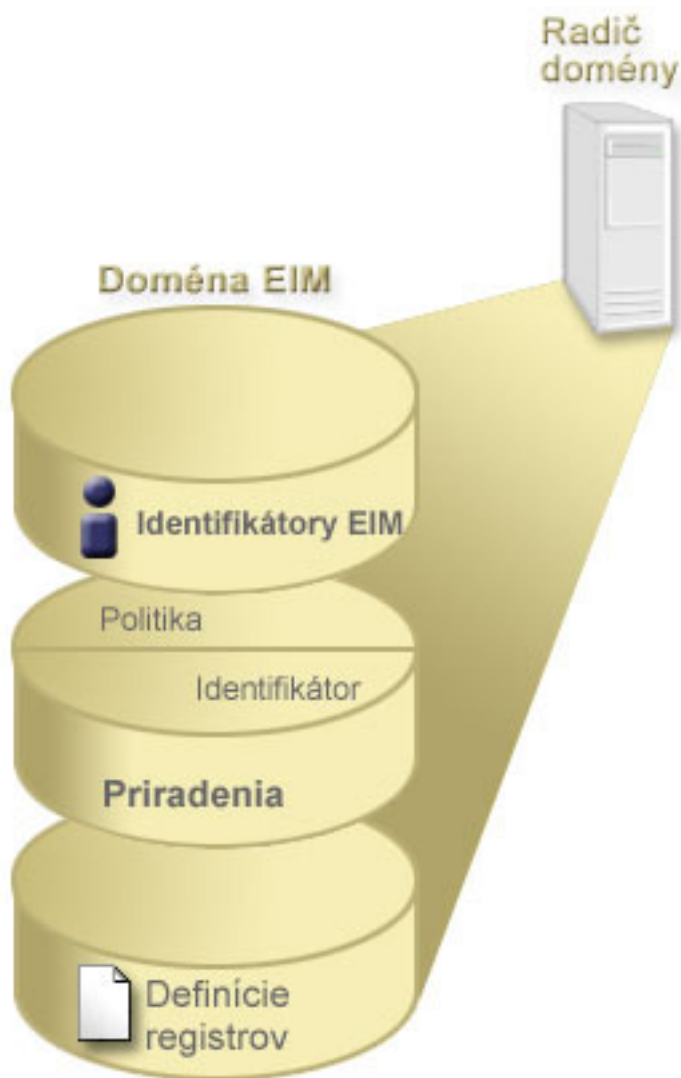 Radič
domény
Doména EIM
Identifikátory EIM
Politika
Identifikátor
Priradenia
Definície
registrov